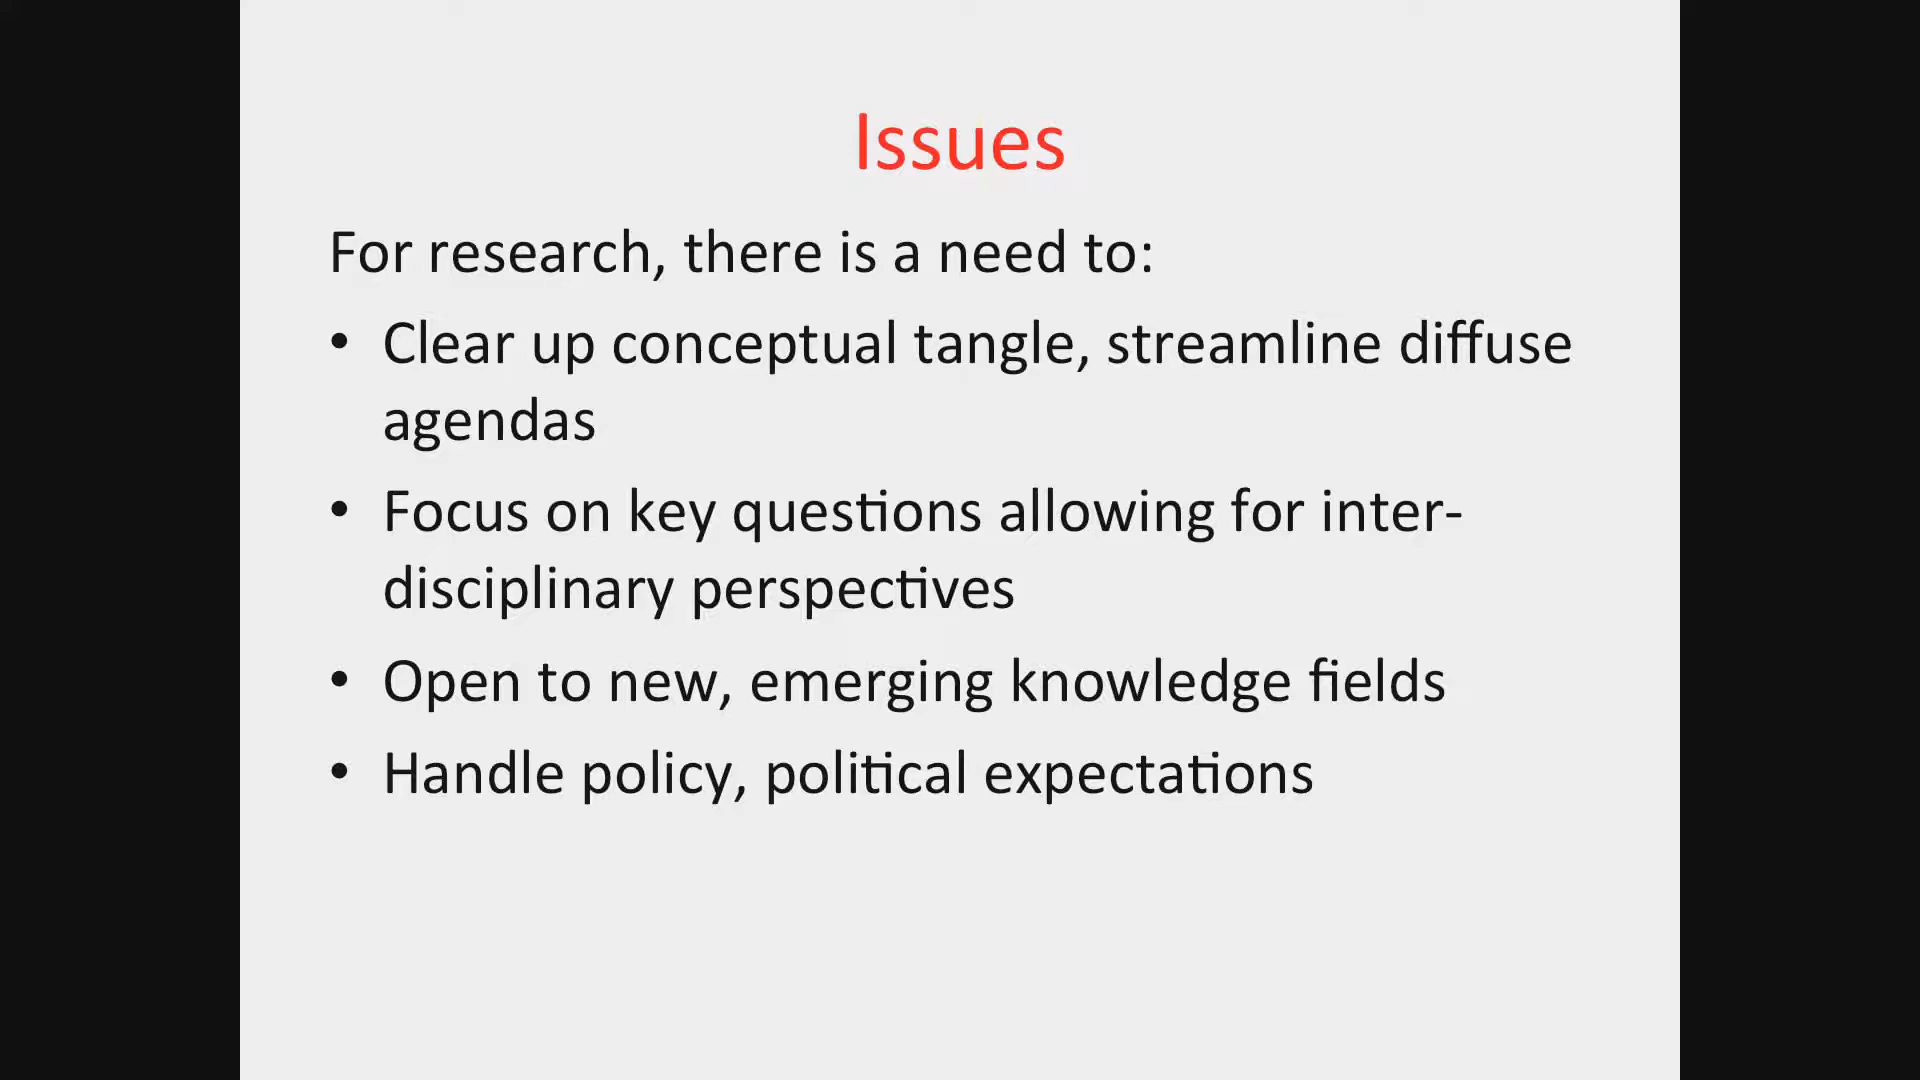 Issues
For research, there is a need to:
• Clear up conceptual tangle, streamline diffuse
agendas
• Focus on key questions allowing for inter-
disciplinary perspectives
• Open to new, emerging knowledge fields
• Handle policy, political expectations